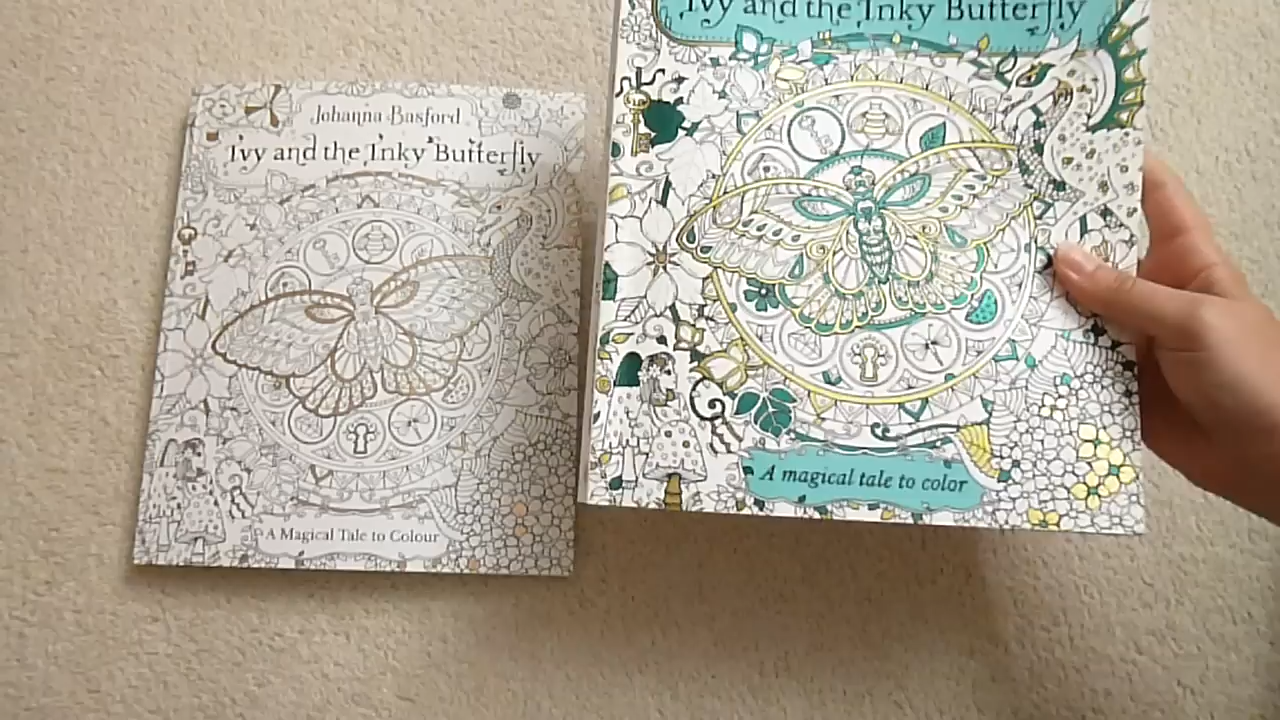 Johanna Basford
Ivy and the Inky Butterfly
A Magical Tale to Colour
Ivy and the Inky Butterfly
A magical tale to color